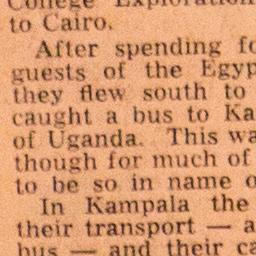 College Exploration
to Cairo.
After spending fo
guests of the Egyp
they flew south to
caught a bus to Ka
of Uganda. This wa
though for much of
to be so in name o
In Kampala the
their transport — a
bus — and their ca